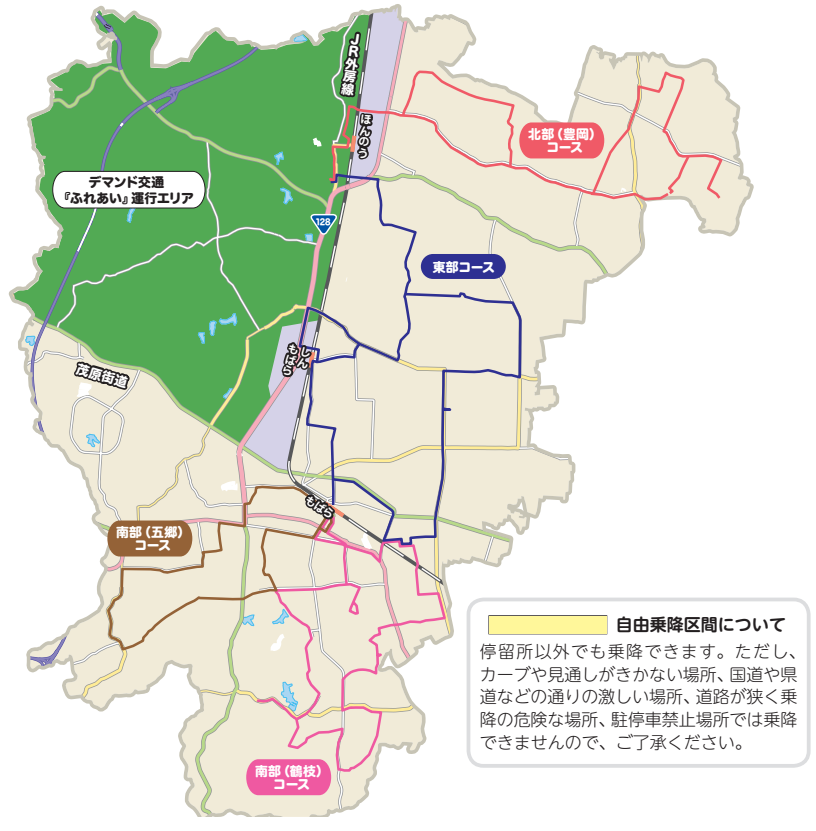 JR外房線
ほんのう
北部(豊岡)
コース
デマンド交通
『ふれあい』運行エリア
128
東部コース
しん
もばら
茂原街道
もばら
南部(五郷)
コース
自由乗降区間について
停留所以外でも乗降できます。ただし、
カーブや見通しがきかない場所、国道や県
道などの通りの激しい場所、道路が狭く乗
降の危険な場所、駐停車禁止場所では乗降
できませんので、ご了承ください。
南部(鶴枝)
コース